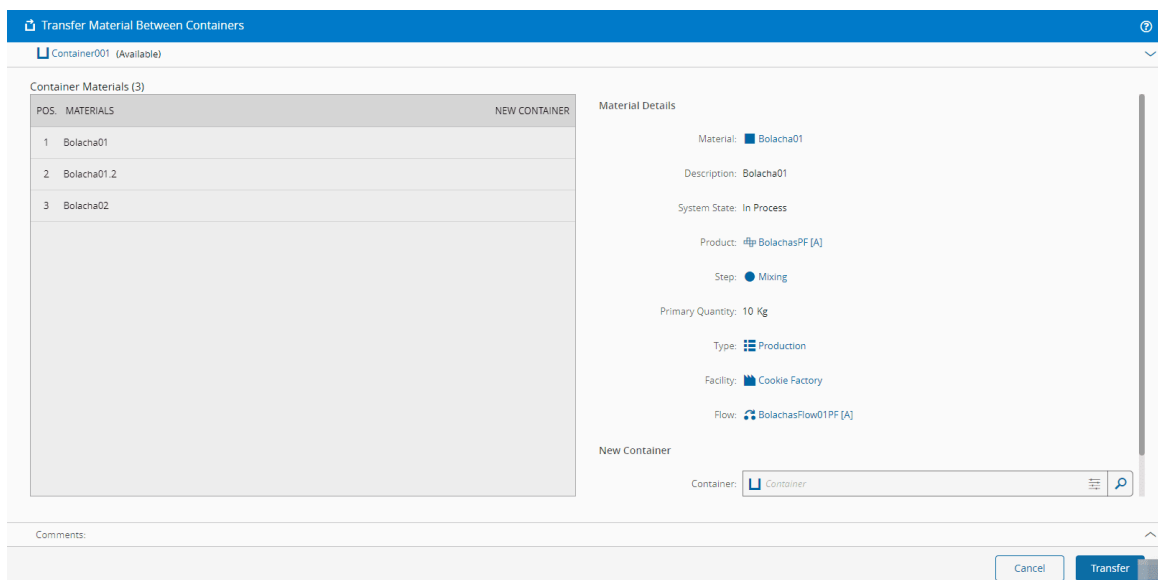 Transfer Material Between Containers
Container001 (Available)
Container Materials (3)
POS. MATERIALS NEW CONTAINER
1 Bolacha01
2 Bolacha01.2
3 Bolacha02
Material Details
Material: Bolacha01
Description: Bolacha01
System State: In Process
Product: BolachasPF [A]
Step: Mixing
Primary Quantity: 10 Kg
Type: Production
Facility: Cookie Factory
Flow: BolachasFlow01PF [A]
New Container
Container: Container
Comments:
Cancel Transfer